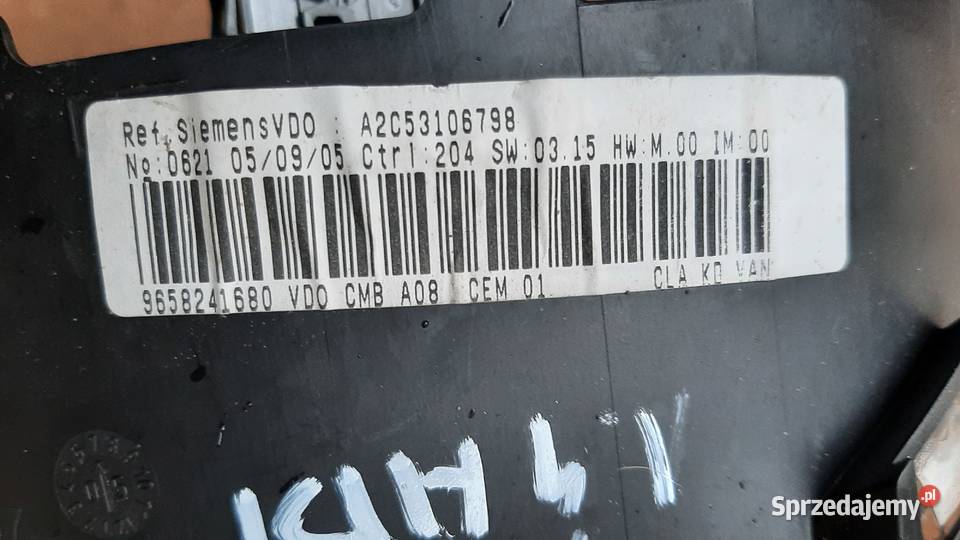 Ref.SiemensVDO : A2C53106798
No:0621 05/09/05 Ctrl:204 SW:03.15 HW:M.00 IM:00
9658241680 VDO CMB A08 CEM 01 CLA KD VAN
Sprzedajemy.pl